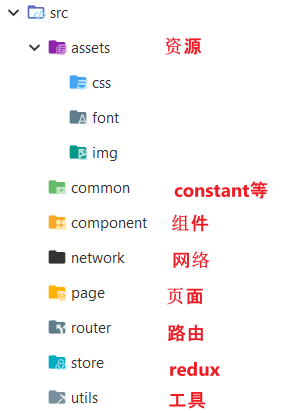 src
assets 资源
css
font
img
common constant等
component 组件
network 网络
page 页面
router 路由
store redux
utils 工具